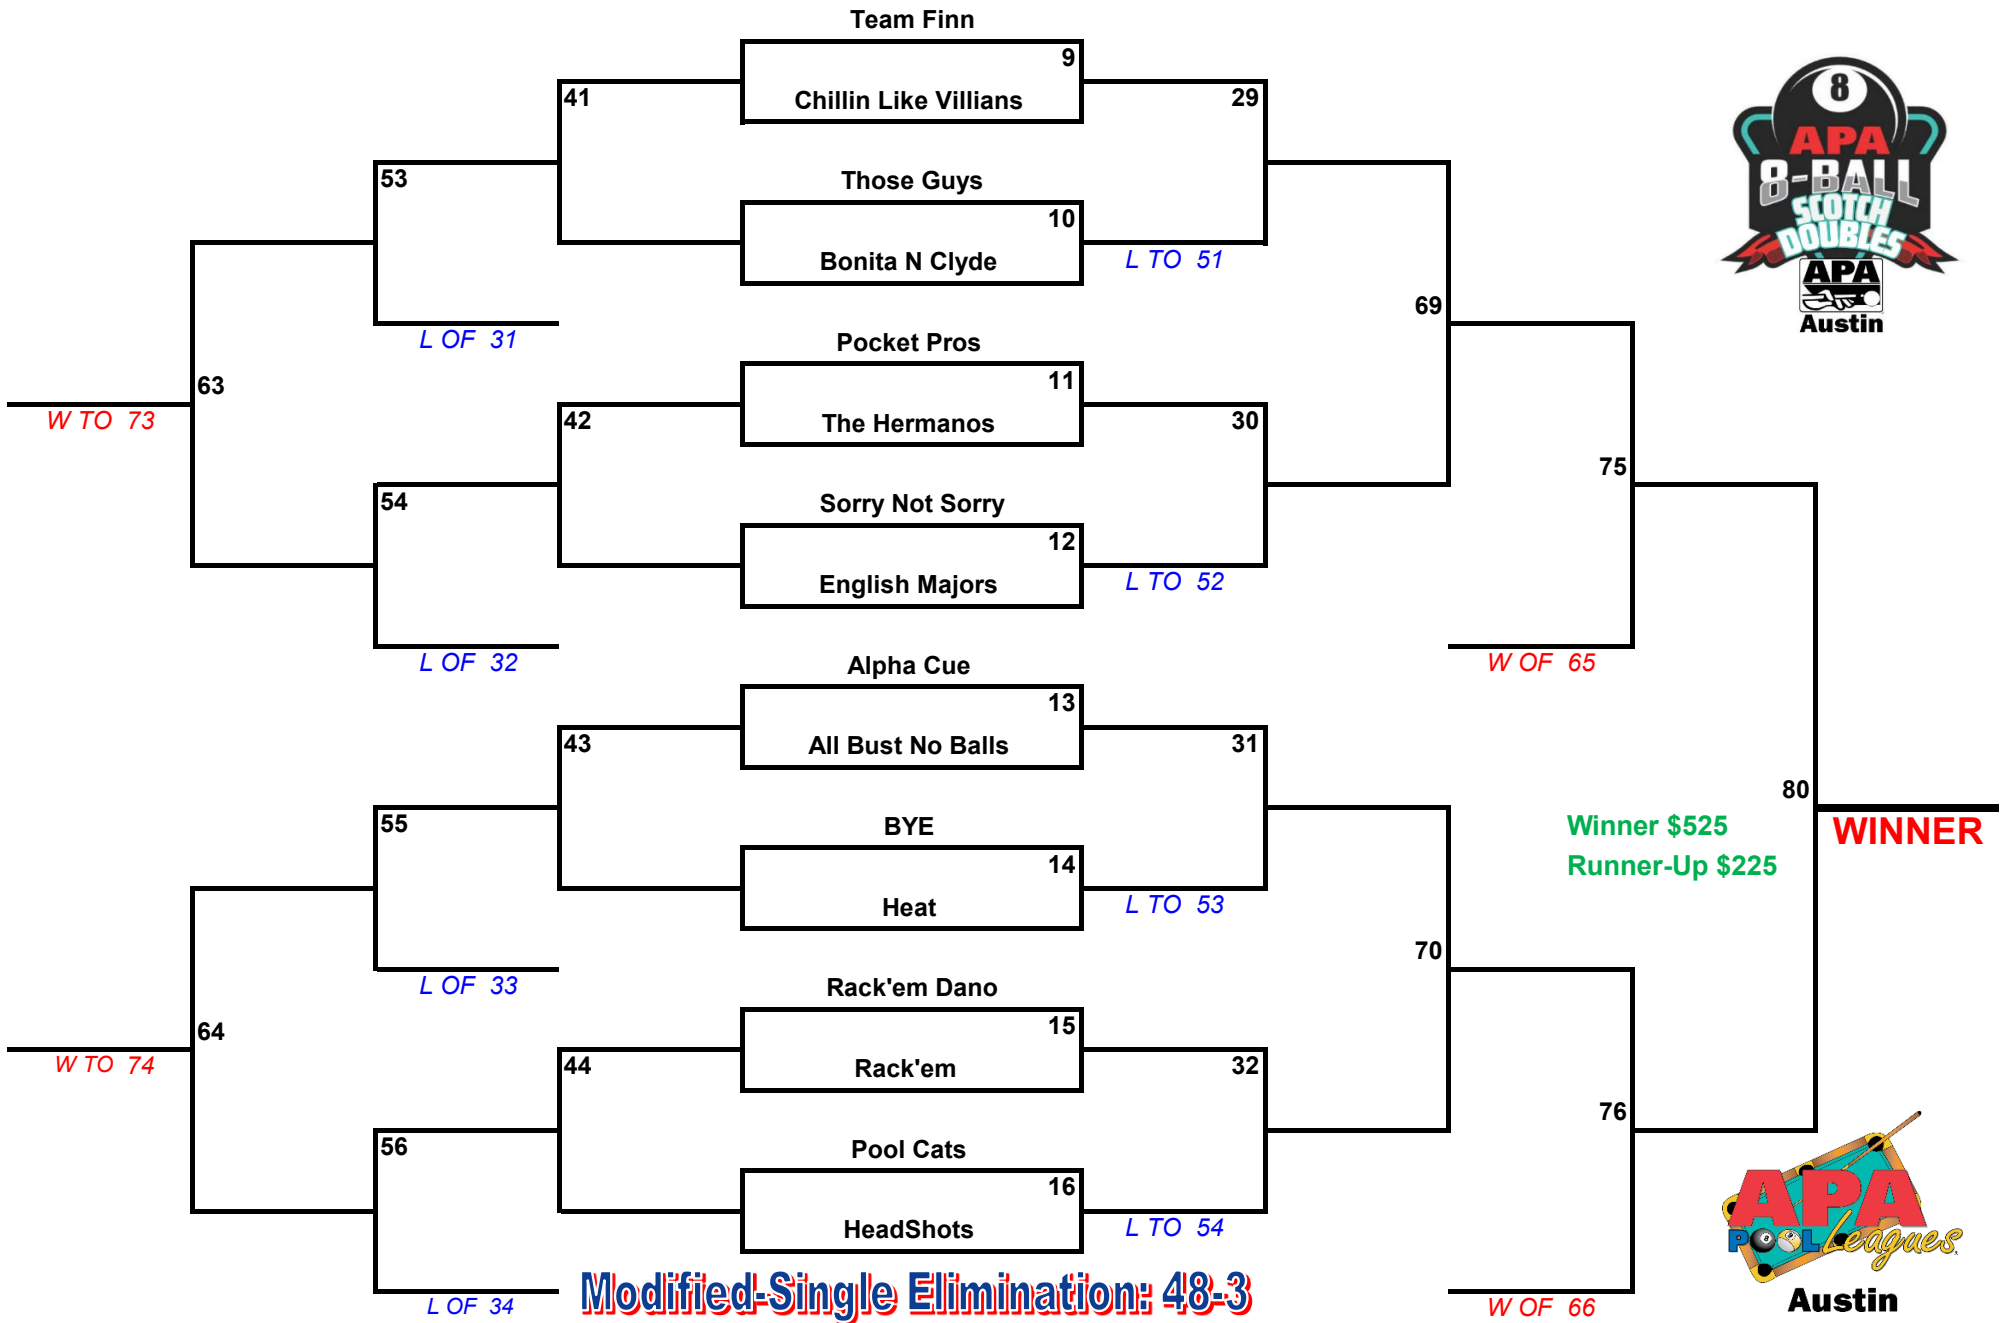 Team Finn
9
Chillin Like Villians
41
29
8
APA
8-BALL
SCOTCH
DOUBLES
APA
Austin
53
Those Guys
10
Bonita N Clyde
L TO 51
69
L OF 31
Pocket Pros
11
63
W TO 73
42
The Hermanos
30
75
54
Sorry Not Sorry
12
English Majors
L TO 52
L OF 32
W OF 65
Alpha Cue
13
43
All Bust No Balls
31
80
55
BYE
Winner $525
WINNER
14
Runner-Up $225
Heat
L TO 53
70
L OF 33
Rack'em Dano
15
64
W TO 74
44
Rack'em
32
76
56
Pool Cats
16
HeadShots
L TO 54
APA
POOL Leagues
Austin
L OF 34
Modified-Single Elimination: 48-3
W OF 66